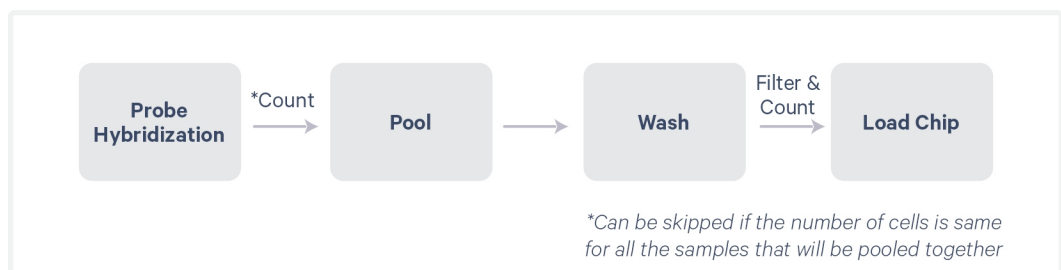 Probe
Hybridization
*Count
Pool
Wash
Filter &
Count
Load Chip
*Can be skipped if the number of cells is same
for all the samples that will be pooled together